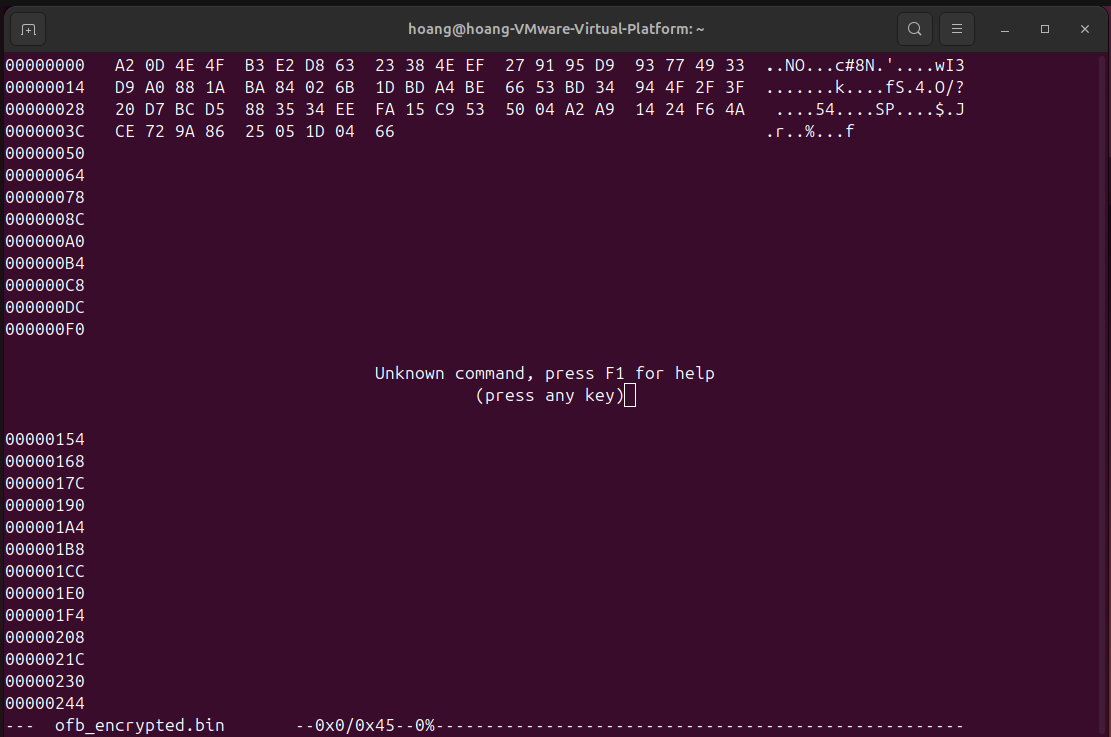 hoang@hoang-VMware-Virtual-Platform: ~
00000000   A2 0D 4E 4F  B3 E2 D8 63  23 38 4E EF  27 91 95 D9  93 77 49 33  ..NO...c#8N.'....wI3
00000014   D9 A0 88 1A  BA 84 02 6B  1D BD A4 BE  66 53 BD 34  94 4F 2F 3F  .......k....fS.4.O/?
00000028   20 D7 BC D5  88 35 34 EE  FA 15 C9 53  50 04 A2 A9  14 24 F6 4A   ....54....SP....$.J
0000003C   CE 72 9A 86  25 05 1D 04  66                                     .r..%...f
00000050
00000064
00000078
0000008C
000000A0
000000B4
000000C8
000000DC
000000F0
Unknown command, press F1 for help
(press any key)
00000154
00000168
0000017C
00000190
000001A4
000001B8
000001CC
000001E0
000001F4
00000208
0000021C
00000230
00000244
---  ofb_encrypted.bin       --0x0/0x45--0%-----------------------------------------------------